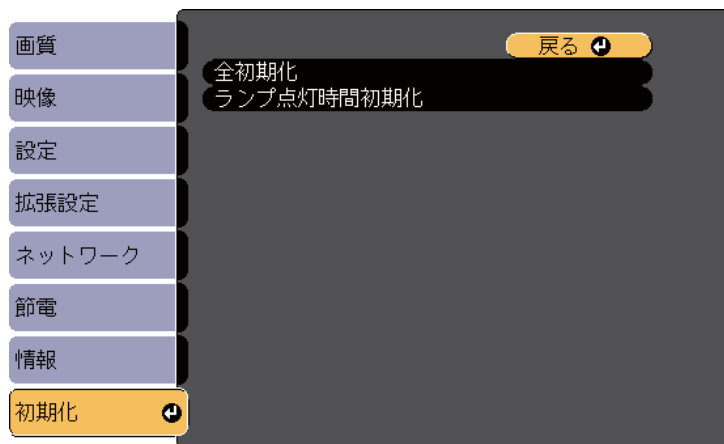 画質
映像
設定
拡張設定
ネットワーク
節電
情報
初期化
戻る
全初期化
ランプ点灯時間初期化